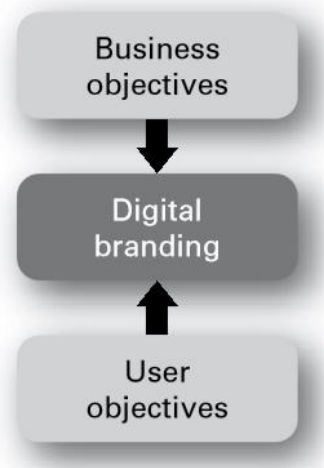 Business
objectives
Digital
branding
User
objectives